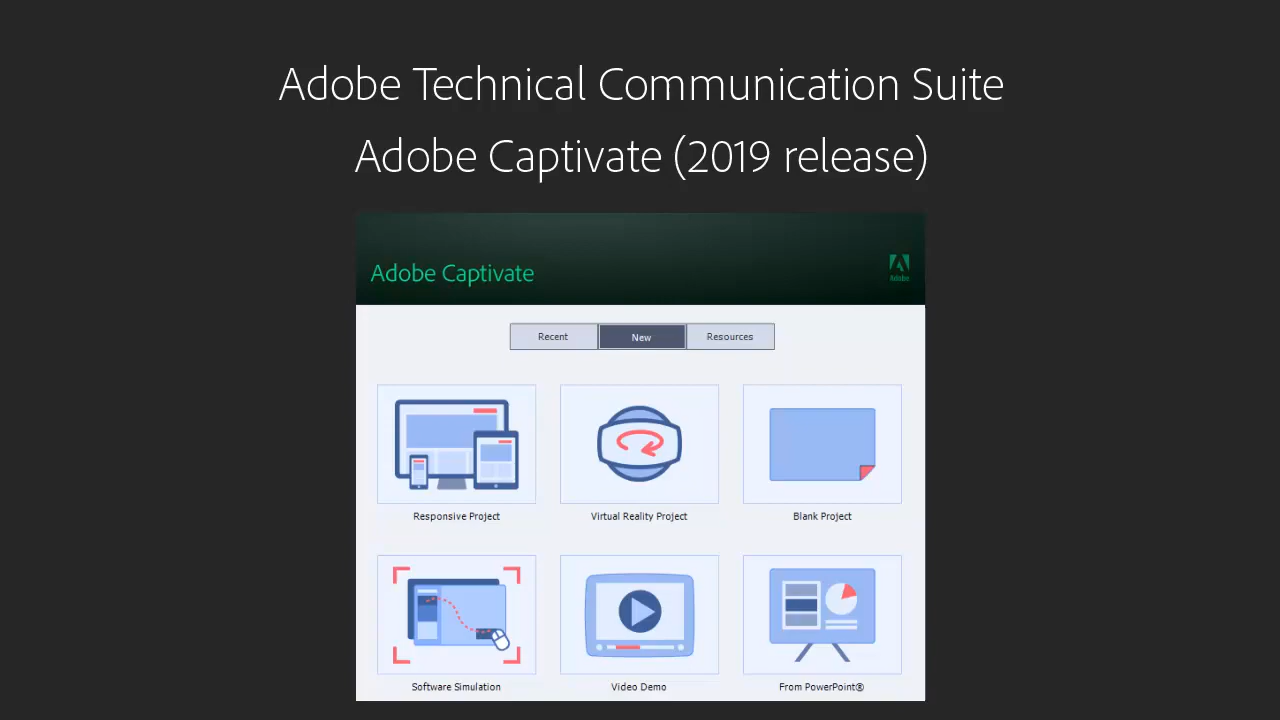 Adobe Technical Communication Suite
Adobe Captivate (2019 release)
Adobe Captivate
Adobe
Recent New Resources
Responsive Project Virtual Reality Project Blank Project
Software Simulation Video Demo From PowerPoint®